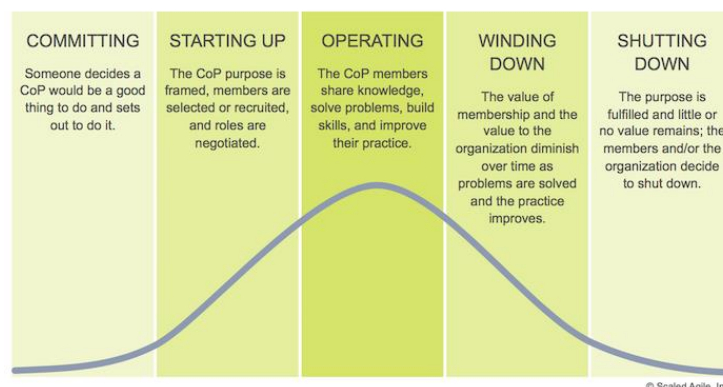 COMMITTING
Someone decides a
CoP would be a good
thing to do and sets
out to do it.
STARTING UP
The CoP purpose is
framed, members are
selected or recruited,
and roles are
negotiated.
OPERATING
The CoP members
share knowledge,
solve problems, build
skills, and improve
their practice.
WINDING
DOWN
The value of
membership and the
value to the
organization diminish
over time as
problems are solved
and the practice
improves.
SHUTTING
DOWN
The purpose is
fulfilled and little or
no value remains; the
members and/or the
organization decide
to shut down.
© Scaled Agile, In